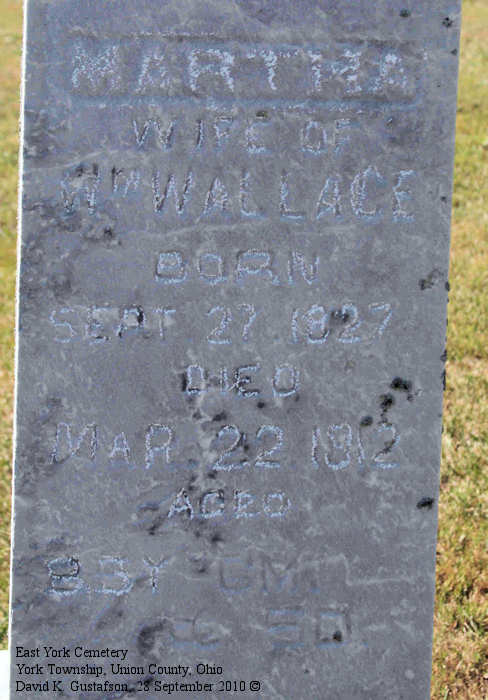 MARTHA
WIFE OF
WM WALLACE
BORN
SEPT 27 1827
DIED
MAR. 22 1912
AGED
East York Cemetery
York Township, Union County, Ohio
David K. Gustafson, 28 September 2010 ©